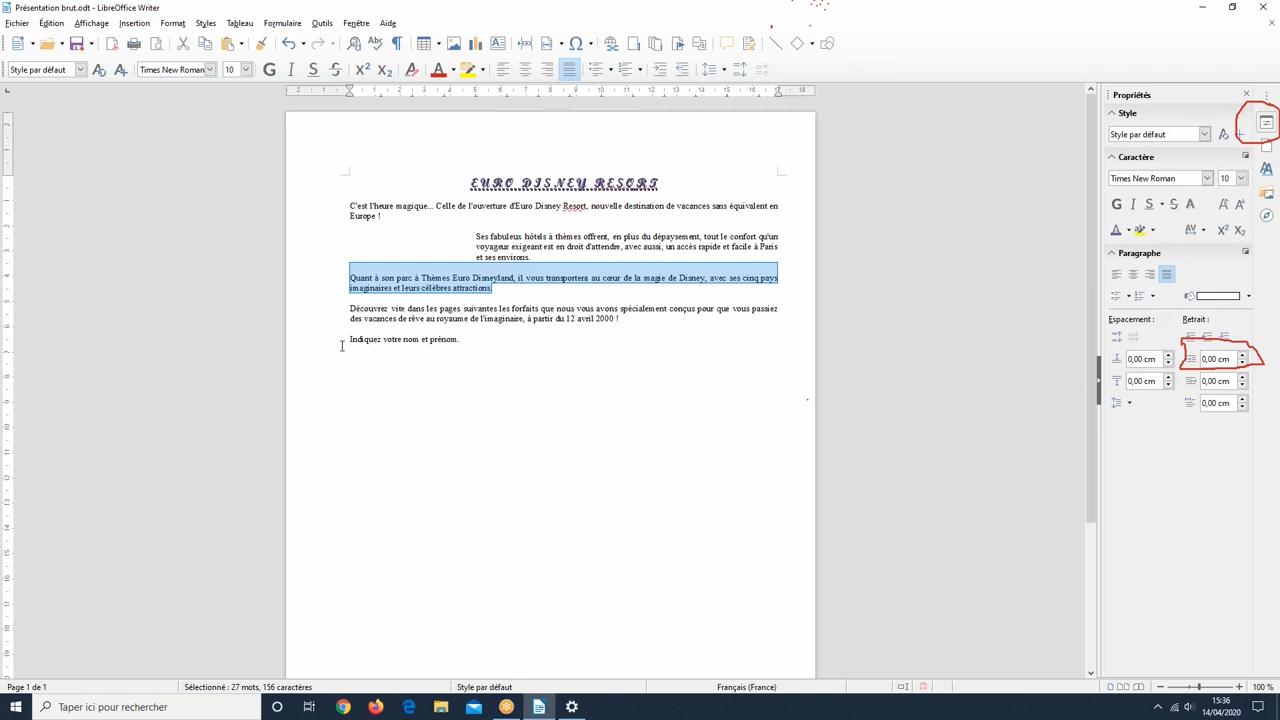 Présentation brut.odt - LibreOffice Writer
Fichier Édition Affichage Insertion Format Styles Tableau Formulaire Outils Fenêtre Aide
Style par défaut Times New Roman 10
Propriétés
Style
Style par défaut
Caractère
Times New Roman 10
Paragraphe
Espacement : Retrait :
0,00 cm 0,00 cm
0,00 cm 0,00 cm
0,00 cm
EURO DISNEY RESORT
C'est l'heure magique... Celle de l'ouverture d'Euro Disney Resort, nouvelle destination de vacances sans équivalent en
Europe !
Ses fabuleux hôtels à thèmes offrent, en plus du dépaysement, tout le confort qu'un
voyageur exigeant est en droit d'attendre, avec aussi, un accès rapide et facile à Paris
et ses environs.
Quant à son parc à Thèmes Euro Disneyland, il vous transportera au cœur de la magie de Disney, avec ses cinq pays
imaginaires et leurs célèbres attractions.
Découvrez vite dans les pages suivantes les forfaits que nous vous avons spécialement conçus pour que vous passiez
des vacances de rêve au royaume de l'imaginaire, à partir du 12 avril 2000 !
Indiquez votre nom et prénom.
Page 1 de 1 Sélectionné : 27 mots, 156 caractères Style par défaut Français (France) 100 %
Taper ici pour rechercher
15:36
14/04/2020